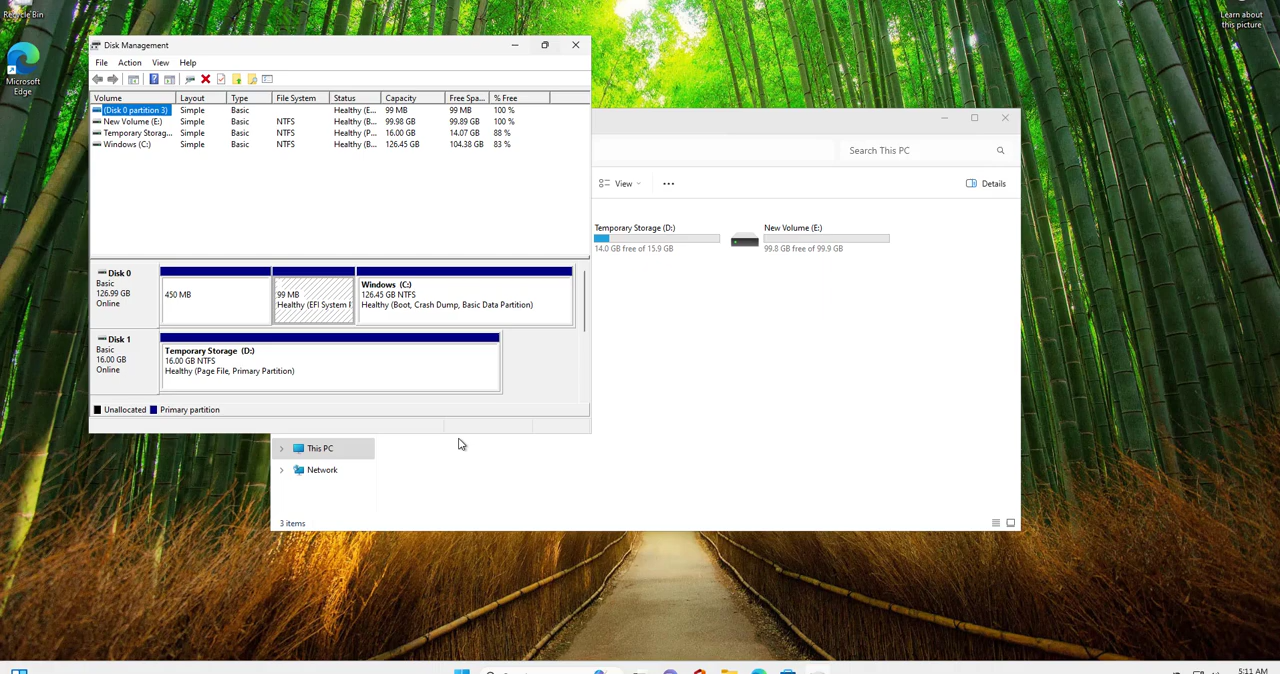 Recycle Bin
Learn about
this picture
Microsoft
Edge
Disk Management
File Action View Help
Volume Layout Type File System Status Capacity Free Spa... % Free
(Disk 0 partition 3) Simple Basic Healthy (E... 99 MB 99 MB 100 %
New Volume (E:) Simple Basic NTFS Healthy (B... 99.98 GB 99.89 GB 100 %
Temporary Storag... Simple Basic NTFS Healthy (P... 16.00 GB 14.07 GB 88 %
Windows (C:) Simple Basic NTFS Healthy (B... 126.45 GB 104.38 GB 83 %
Search This PC
View
Details
Temporary Storage (D:)
14.0 GB free of 15.9 GB
New Volume (E:)
99.8 GB free of 99.9 GB
Disk 0
Basic
126.99 GB
Online
450 MB
99 MB
Healthy (EFI System P
Windows (C:)
126.45 GB NTFS
Healthy (Boot, Crash Dump, Basic Data Partition)
Disk 1
Basic
16.00 GB
Online
Temporary Storage (D:)
16.00 GB NTFS
Healthy (Page File, Primary Partition)
Unallocated Primary partition
This PC
Network
3 items
5:11 AM